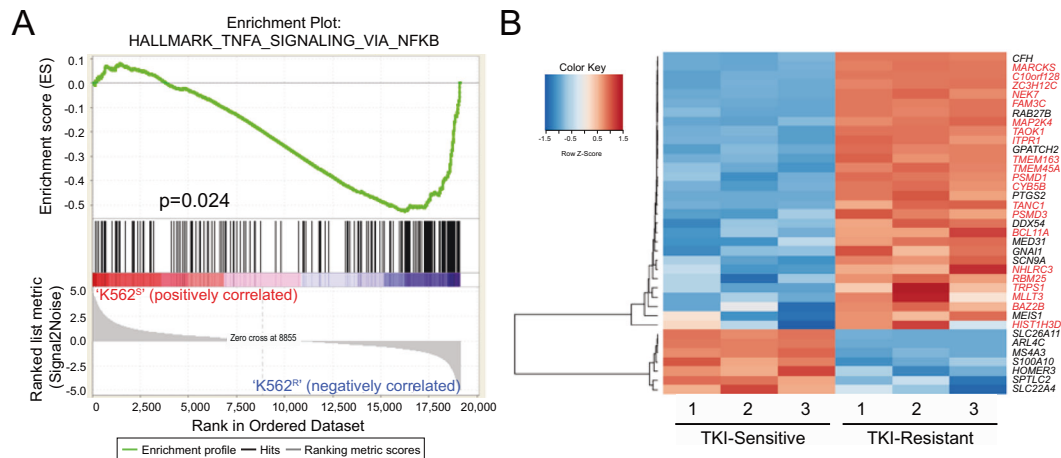 A
Enrichment Plot:
HALLMARK_TNFA_SIGNALING_VIA_NFKB
Enrichment score (ES)
0.1
0.0
-0.1
-0.2
-0.3
-0.4
-0.5
p=0.024
Ranked list metric
(Signal2Noise)
5.0
2.5
0.0
-2.5
-5.0
'K562S' (positively correlated)
Zero cross at 8855
'K562R' (negatively correlated)
0
2,500
5,000
7,500
10,000
12,500
15,000
17,500
20,000
Rank in Ordered Dataset
Enrichment profile
Hits
Ranking metric scores
B
Color Key
-1.5
-0.5
0.5
1.5
Row Z-Score
CFH
MARCKS
C10orf128
ZC3H12C
NEK7
FAM3C
RAB27B
MAP2K4
TAOK1
ITPR1
GPATCH2
TMEM163
TMEM45A
PSMD1
CYB5B
PTGS2
TANC1
PSMD3
DDX54
BCL11A
MED31
GNAI1
SCN9A
NHLRC3
RBM25
TRPS1
MLLT3
BAZ2B
MEIS1
HIST1H3D
SLC26A11
ARL4C
MS4A3
S100A10
HOMER3
SPTLC2
SLC22A4
1 2 3 1 2 3
TKI-Sensitive TKI-Resistant